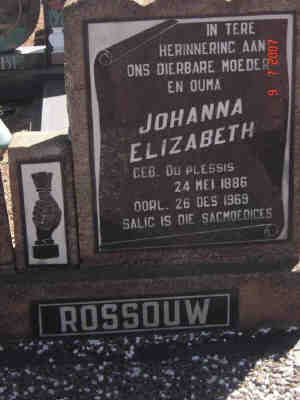 IN TERE
HERINNERING AAN
ONS DIERBARE MOEDER
EN OUMA
JOHANNA
ELIZABETH
GEB. DU PLESSIS
24 MEI 1886
OORL. 26 DES 1969
SALIG IS DIE SAGMOEDIGES
ROSSOUW
9 7 2007